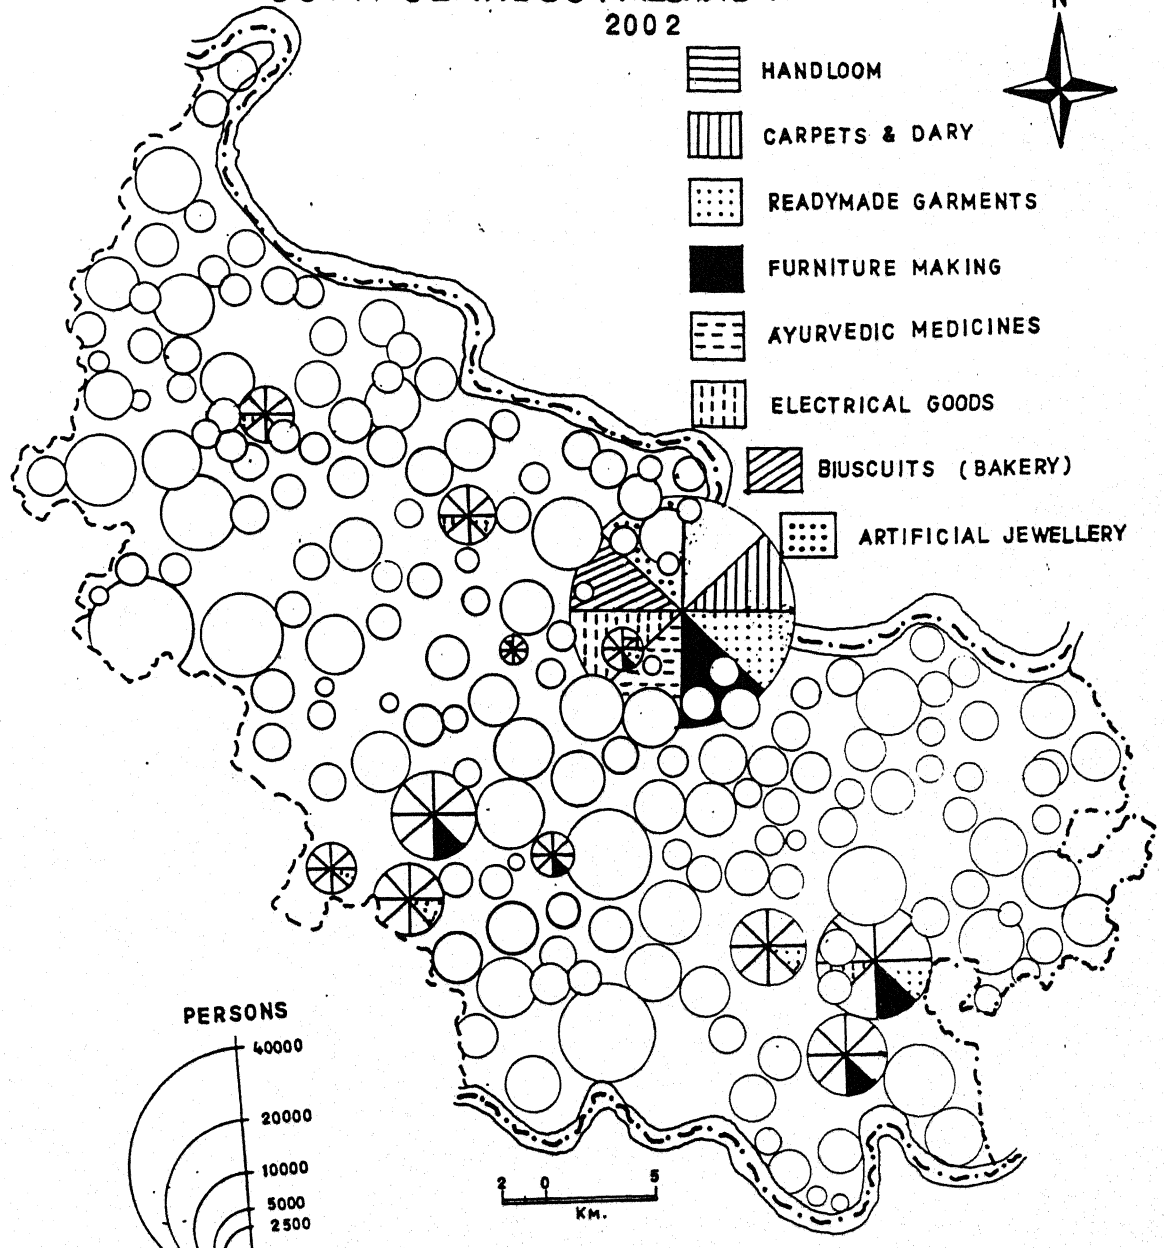 2002
N
HANDLOOM
CARPETS & DARY
READYMADE GARMENTS
FURNITURE MAKING
AYURVEDIC MEDICINES
ELECTRICAL GOODS
BIUSCUITS (BAKERY)
ARTIFICIAL JEWELLERY
PERSONS
40000
20000
10000
5000
2500
2 0 5
KM.